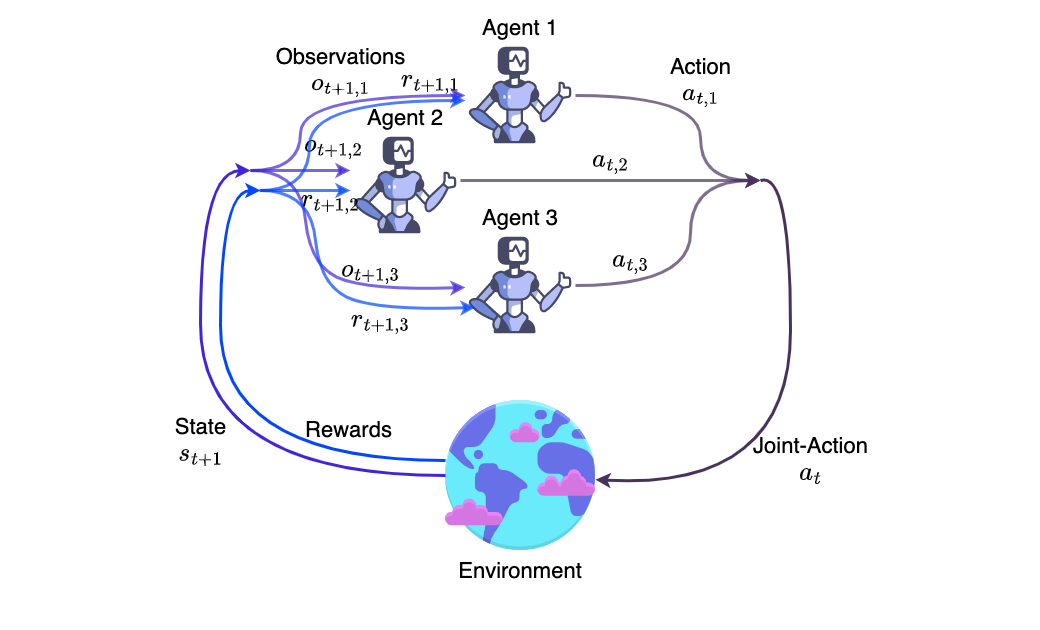 Agent 1
Observations
Action
o_{t+1,1}
r_{t+1,1}
a_{t,1}
Agent 2
o_{t+1,2}
a_{t,2}
r_{t+1,2}
Agent 3
o_{t+1,3}
a_{t,3}
r_{t+1,3}
State
s_{t+1}
Rewards
Joint-Action
a_t
Environment